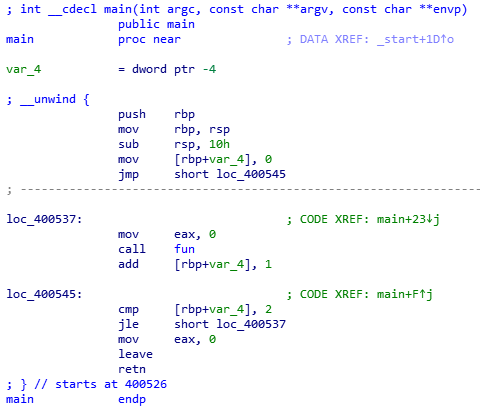 ; int __cdecl main(int argc, const char **argv, const char **envp)
public main
main proc near ; DATA XREF: _start+1D↑o
var_4 = dword ptr -4
; __unwind {
push rbp
mov rbp, rsp
sub rsp, 10h
mov [rbp+var_4], 0
jmp short loc_400545
; ---------------------------------------------------------------------------
loc_400537: ; CODE XREF: main+23↓j
mov eax, 0
call fun
add [rbp+var_4], 1
loc_400545: ; CODE XREF: main+F↑j
cmp [rbp+var_4], 2
jle short loc_400537
mov eax, 0
leave
retn
; } // starts at 400526
main endp